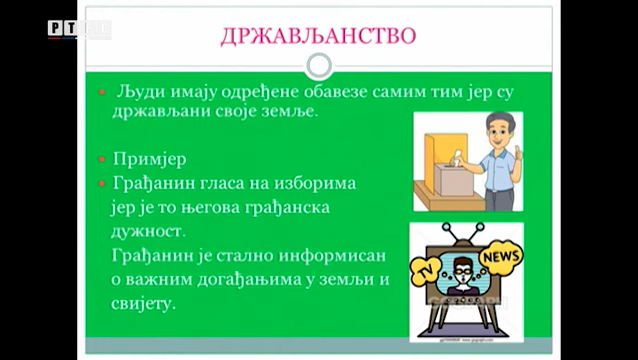 ДРЖАВЉАНСТВО
Људи имају одређене обавезе самим тим јер су
држављани своје земље.
Примјер
Грађанин гласа на изборима
јер је то његова грађанска
дужност.
Грађанин је стално информисан
о важним догађањима у земљи и
свијету.
TV
NEWS